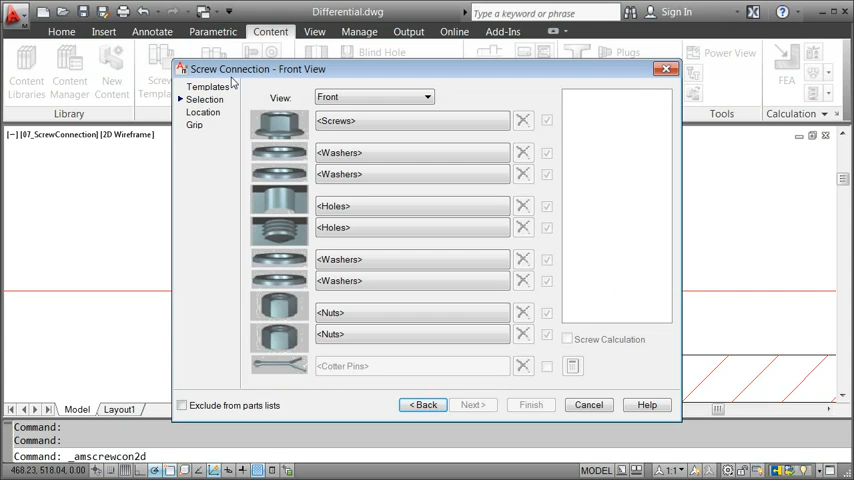 Differential.dwg
Type a keyword or phrase
Sign In
Home Insert Annotate Parametric Content Insertion View Manage Output Online Add-Ins
Content Libraries
Content Manager
New Content
Library
Blind Hole
Plugs
Power View
Tools
FEA
Calculation
Screw Connection - Front View
Templates
Selection
Location
Grip
View: Front
<Screws>
<Washers>
<Washers>
<Holes>
<Holes>
<Washers>
<Washers>
<Nuts>
<Nuts>
<Cotter Pins>
Screw Calculation
Exclude from parts lists
< Back Next > Finish Cancel Help
[–] [07_ScrewConnection] [2D Wireframe]
Model Layout1
Command:
Command:
Command: _amscrewcon2d
468.23, 518.04, 0.00
MODEL
1:1